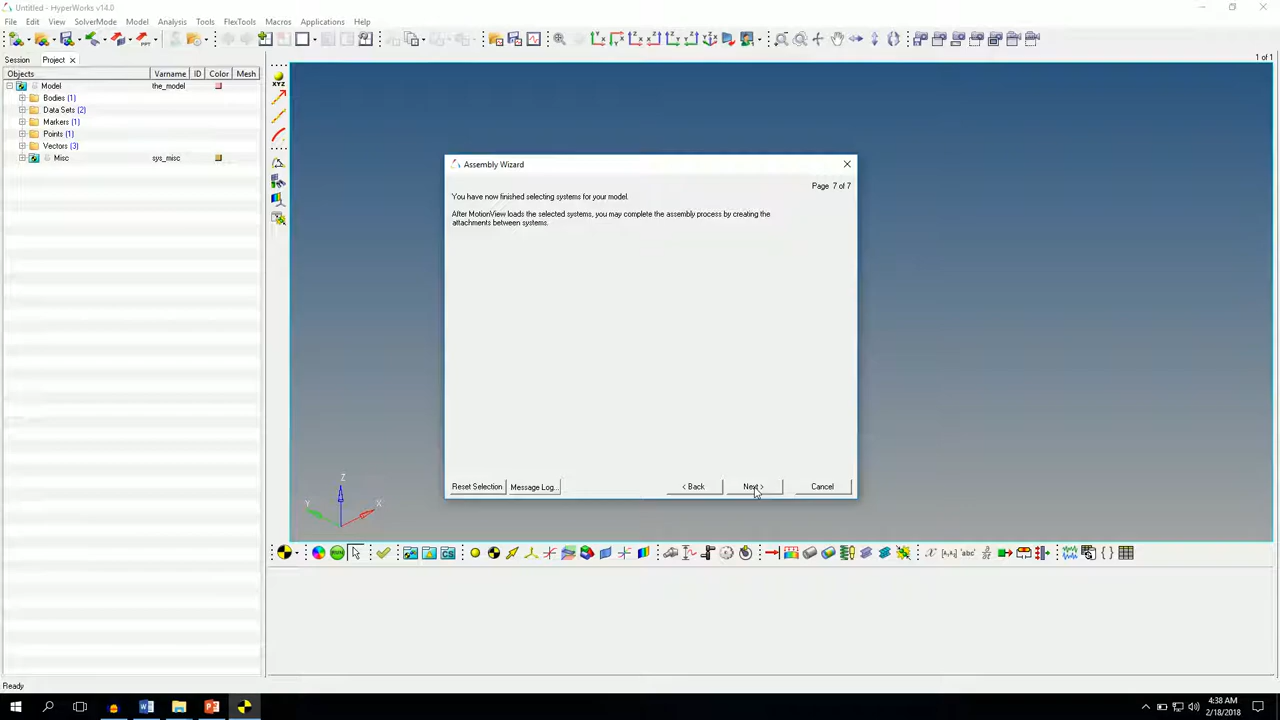 Untitled - HyperWorks v14.0
File Edit View SolverMode Model Analysis Tools FlexTools Macros Applications Help
Session Project
1 of 1
Objects Varname ID Color Mesh
Model the_model
Bodies (1)
Data Sets (2)
Markers (1)
Points (1)
Vectors (3)
Misc sys_misc
XYZ
Assembly Wizard
Page 7 of 7
You have now finished selecting systems for your model.
After MotionView loads the selected systems, you may complete the assembly process by creating the
attachments between systems.
Reset Selection Message Log... < Back Next > Cancel
Z
Y X
Ready
4:38 AM
2/18/2018